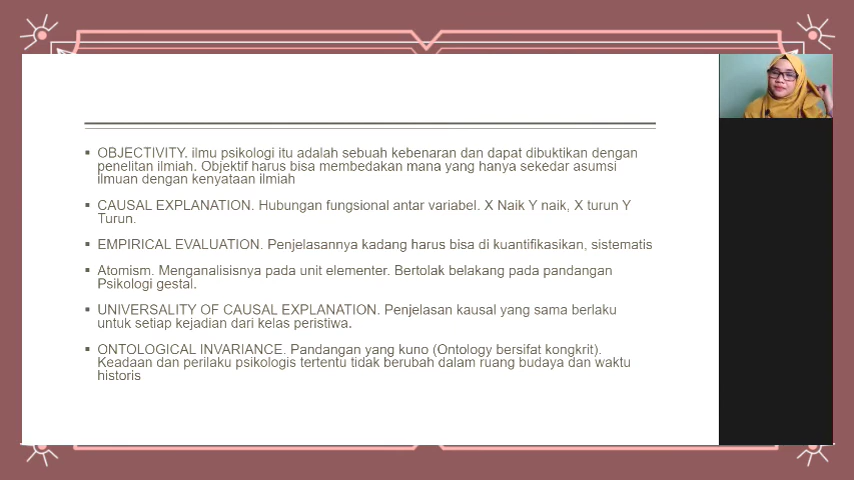 OBJECTIVITY. ilmu psikologi itu adalah sebuah kebenaran dan dapat dibuktikan dengan
penelitan ilmiah. Objektif harus bisa membedakan mana yang hanya sekedar asumsi
ilmuan dengan kenyataan ilmiah
CAUSAL EXPLANATION. Hubungan fungsional antar variabel. X Naik Y naik, X turun Y
Turun.
EMPIRICAL EVALUATION. Penjelasannya kadang harus bisa di kuantifikasikan, sistematis
Atomism. Menganalisisnya pada unit elementer. Bertolak belakang pada pandangan
Psikologi gestal.
UNIVERSALITY OF CAUSAL EXPLANATION. Penjelasan kausal yang sama berlaku
untuk setiap kejadian dari kelas peristiwa.
ONTOLOGICAL INVARIANCE. Pandangan yang kuno (Ontology bersifat kongkrit).
Keadaan dan perilaku psikologis tertentu tidak berubah dalam ruang budaya dan waktu
historis